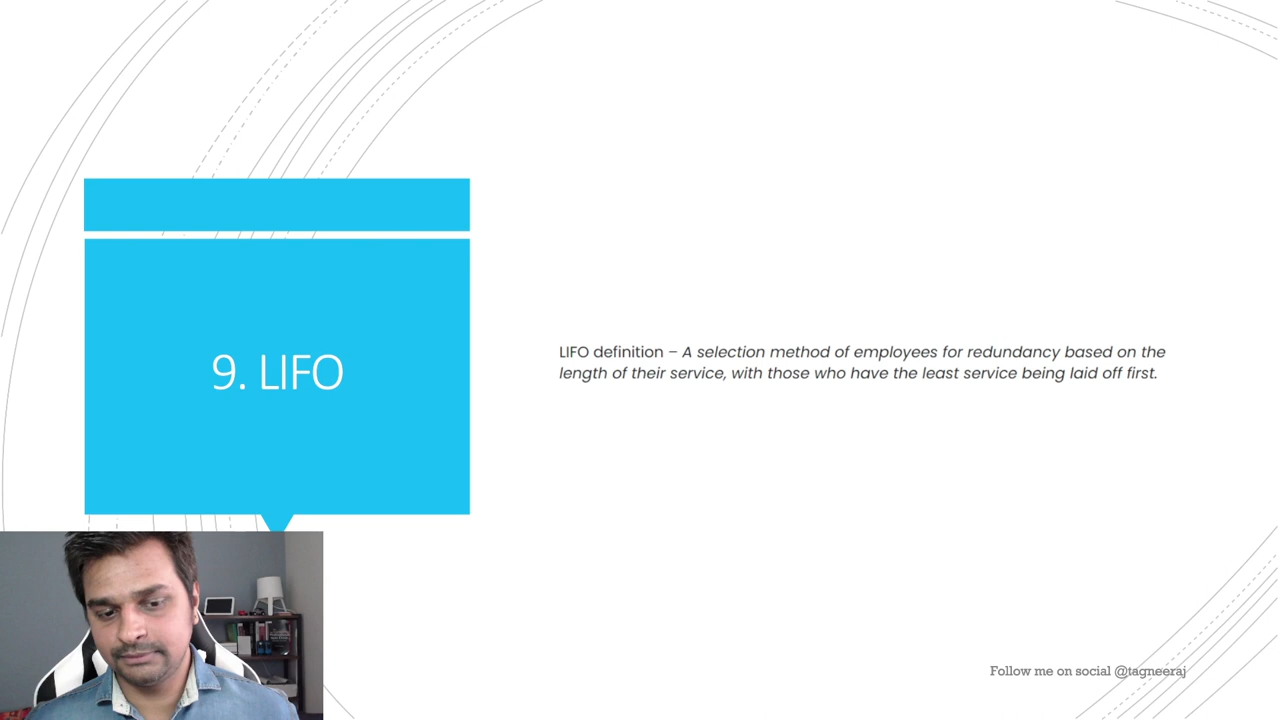 9. LIFO
LIFO definition – A selection method of employees for redundancy based on the
length of their service, with those who have the least service being laid off first.
Follow me on social @tagneeraj